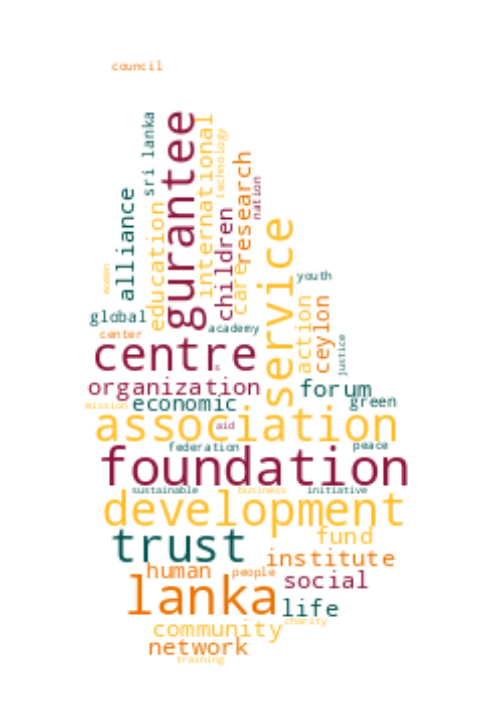 council
sri lanka
gurantee
international
technology
research
nation
alliance
education
children
care
service
women
youth
global
action
ceylon
academy
center
justice
centre
s
organization
forum
economic
green
mission
association
aid
federation
peace
foundation
sustainable
business
initiative
development
trust
fund
institute
human
people
social
lanka
life
community
charity
network
training